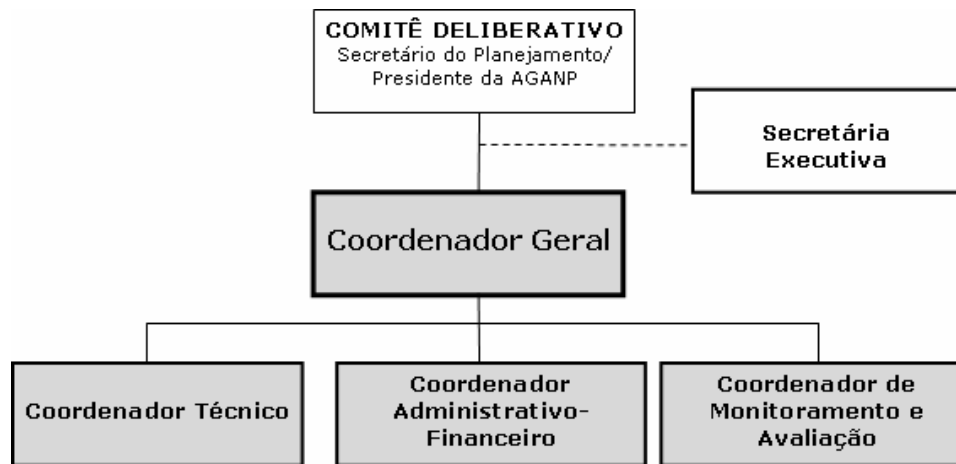 COMITÊ DELIBERATIVO
Secretário do Planejamento/
Presidente da AGANP
Secretária
Executiva
Coordenador Geral
Coordenador Técnico
Coordenador
Administrativo-
Financeiro
Coordenador de
Monitoramento e
Avaliação